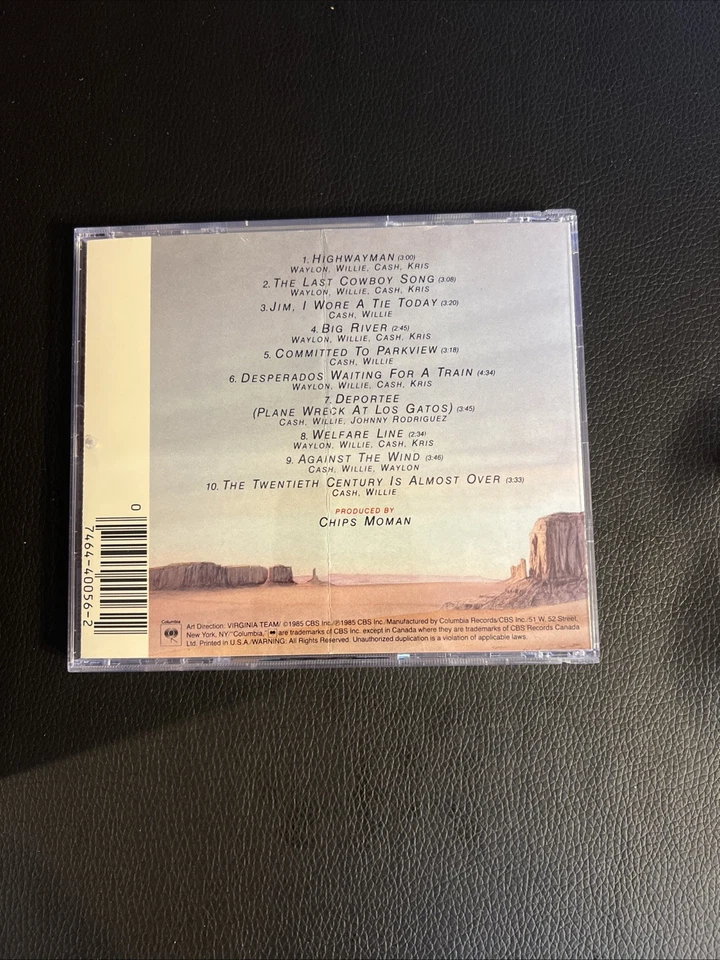 1. HIGHWAYMAN (3:00)
WAYLON, WILLIE, CASH, KRIS
2. THE LAST COWBOY SONG (3:08)
WAYLON, WILLIE, CASH, KRIS
3. JIM, I WORE A TIE TODAY (3:20)
CASH, WILLIE
4. BIG RIVER (2:45)
WAYLON, WILLIE, CASH, KRIS
5. COMMITTED TO PARKVIEW (3:18)
CASH, WILLIE
6. DESPERADOS WAITING FOR A TRAIN (4:34)
WAYLON, WILLIE, CASH, KRIS
7. DEPORTEE
(PLANE WRECK AT LOS GATOS) (3:45)
CASH, WILLIE, JOHNNY RODRIGUEZ
8. WELFARE LINE (2:34)
WAYLON, WILLIE, CASH, KRIS
9. AGAINST THE WIND (3:46)
CASH, WILLIE, WAYLON
10. THE TWENTIETH CENTURY IS ALMOST OVER (3:33)
CASH, WILLIE
PRODUCED BY
CHIPS MOMAN
0
7464-40056-2
Columbia
Art Direction: VIRGINIA TEAM/ ©1985 CBS Inc./℗1985 CBS Inc./Manufactured by Columbia Records/CBS Inc./51 W. 52 Street,
New York, NY/"Columbia," are trademarks of CBS Inc. except in Canada where they are trademarks of CBS Records Canada
Ltd. Printed in U.S.A./WARNING: All Rights Reserved. Unauthorized duplication is a violation of applicable laws.